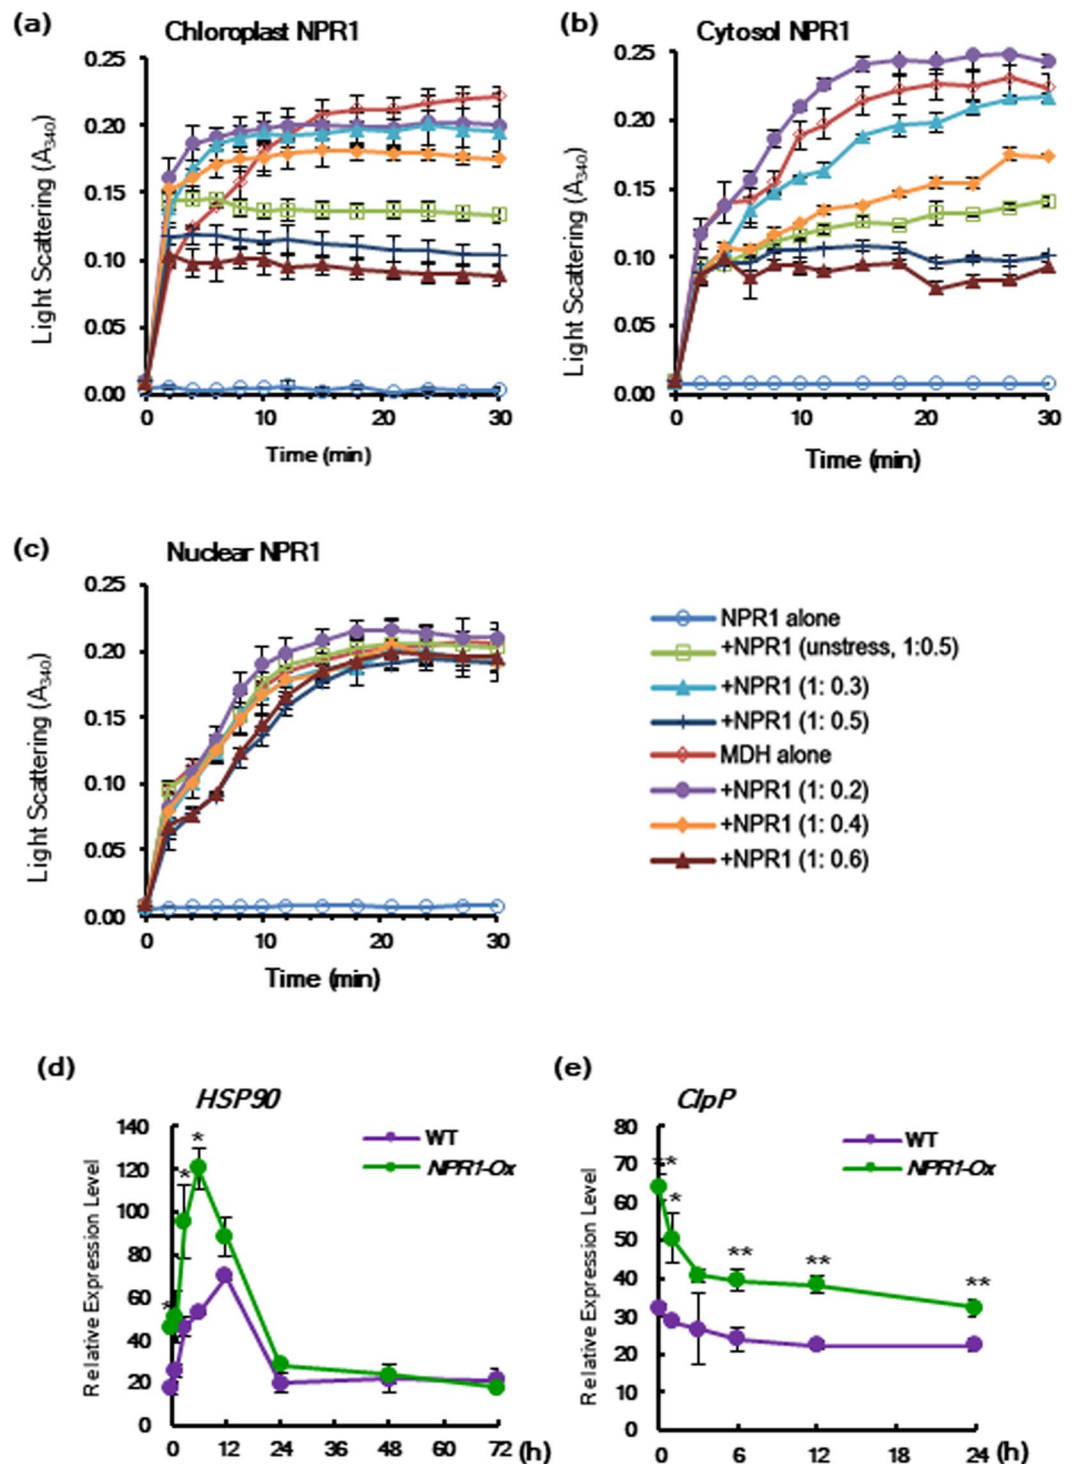 (a)
Chloroplast NPR1
Light Scattering (A340)
0.25
0.20
0.15
0.10
0.05
0.00
0 10 20 30
Time (min)
(b)
Cytosol NPR1
Light Scattering (A340)
0.25
0.20
0.15
0.10
0.05
0.00
0 10 20 30
Time (min)
(c)
Nuclear NPR1
Light Scattering (A340)
0.25
0.20
0.15
0.10
0.05
0.00
0 10 20 30
Time (min)
NPR1 alone
+NPR1 (unstress, 1:0.5)
+NPR1 (1: 0.3)
+NPR1 (1: 0.5)
MDH alone
+NPR1 (1: 0.2)
+NPR1 (1: 0.4)
+NPR1 (1: 0.6)
(d)
HSP90
Relative Expression Level
140
120
100
80
60
40
20
0
0 12 24 36 48 60 72 (h)
WT
NPR1-Ox
*
*
*
(e)
ClpP
Relative Expression Level
80
70
60
50
40
30
20
10
0
0 6 12 18 24 (h)
WT
NPR1-Ox
**
*
**
**
**